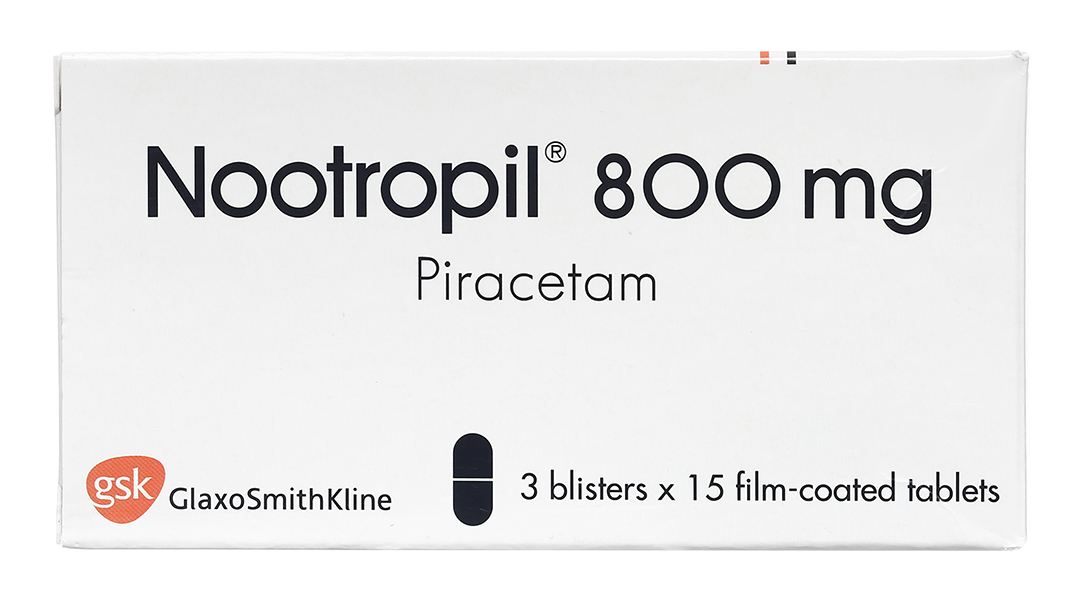 Nootropil® 800 mg
Piracetam
gsk GlaxoSmithKline
3 blisters x 15 film-coated tablets